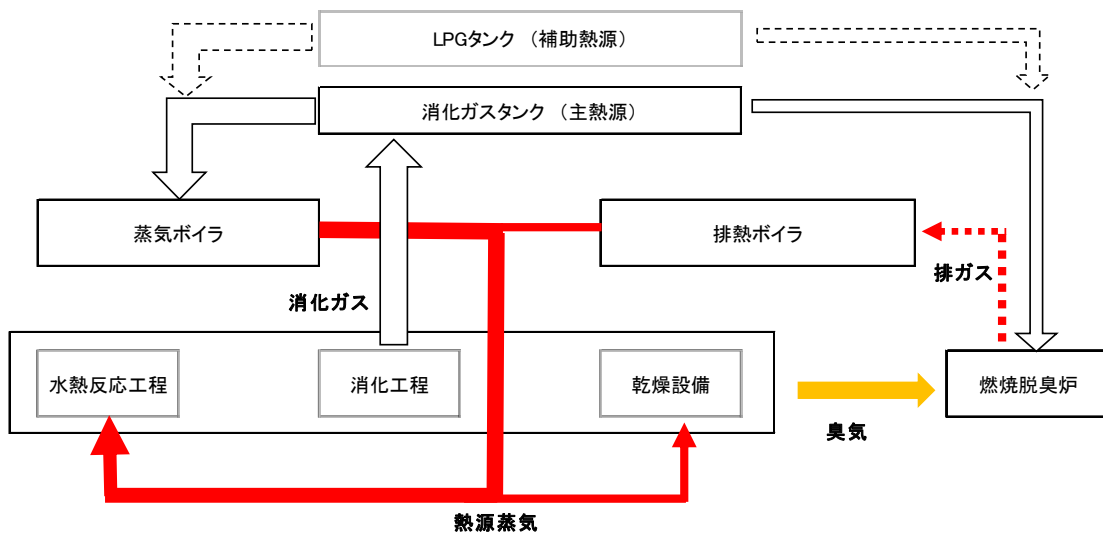 LPGタンク (補助熱源)
消化ガスタンク (主熱源)
蒸気ボイラ
排熱ボイラ
消化ガス
排ガス
水熱反応工程
消化工程
乾燥設備
燃焼脱臭炉
臭気
熱源蒸気